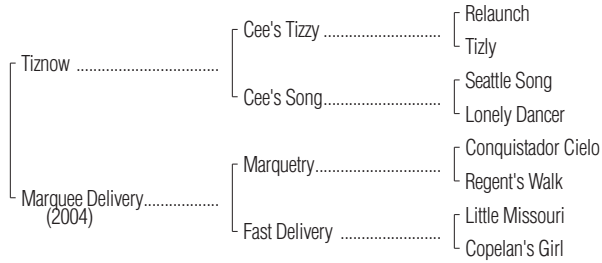 Relaunch
Cee's Tizzy ..............................
Tizly
Tiznow ....................................
Seattle Song
Cee's Song..............................
Lonely Dancer
Conquistador Cielo
Marquetry................................
Regent's Walk
Marquee Delivery...................
(2004)
Little Missouri
Fast Delivery .........................
Copelan's Girl